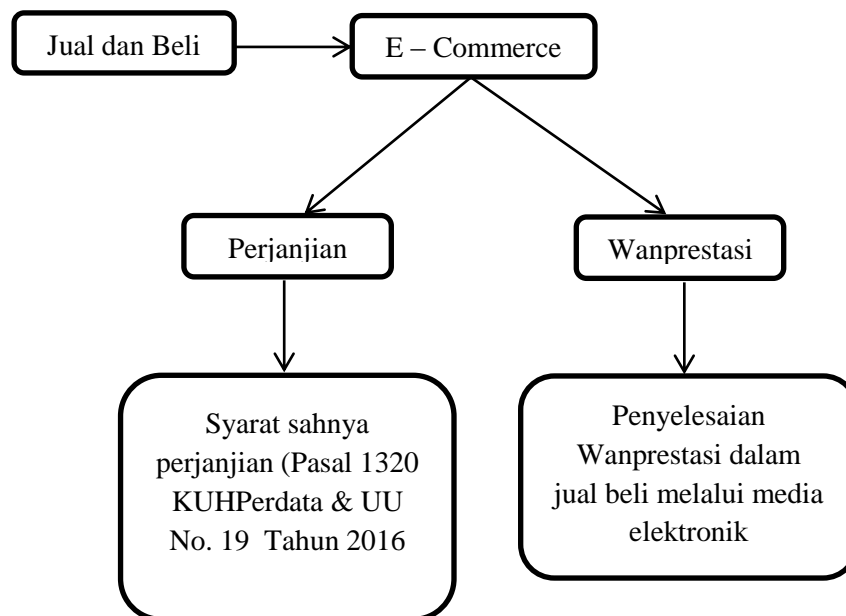 Jual dan Beli
E – Commerce
Perjanjian
Wanprestasi
Syarat sahnya
perjanjian (Pasal 1320
KUHPerdata & UU
No. 19 Tahun 2016
Penyelesaian
Wanprestasi dalam
jual beli melalui media
elektronik